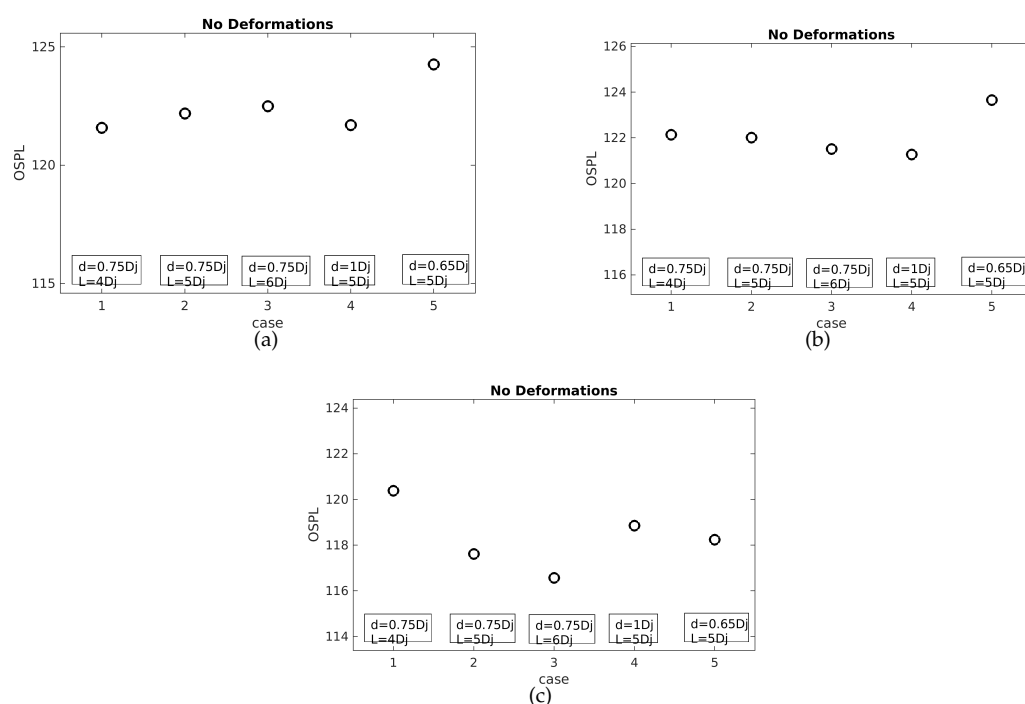 No Deformations
125
120
115
OSPL
d=0.75Dj
L=4Dj
d=0.75Dj
L=5Dj
d=0.75Dj
L=6Dj
d=1Dj
L=5Dj
d=0.65Dj
L=5Dj
1 2 3 4 5
case
(a)
No Deformations
126
124
122
120
118
116
OSPL
d=0.75Dj
L=4Dj
d=0.75Dj
L=5Dj
d=0.75Dj
L=6Dj
d=1Dj
L=5Dj
d=0.65Dj
L=5Dj
1 2 3 4 5
case
(b)
No Deformations
124
122
120
118
116
114
OSPL
d=0.75Dj
L=4Dj
d=0.75Dj
L=5Dj
d=0.75Dj
L=6Dj
d=1Dj
L=5Dj
d=0.65Dj
L=5Dj
1 2 3 4 5
case
(c)